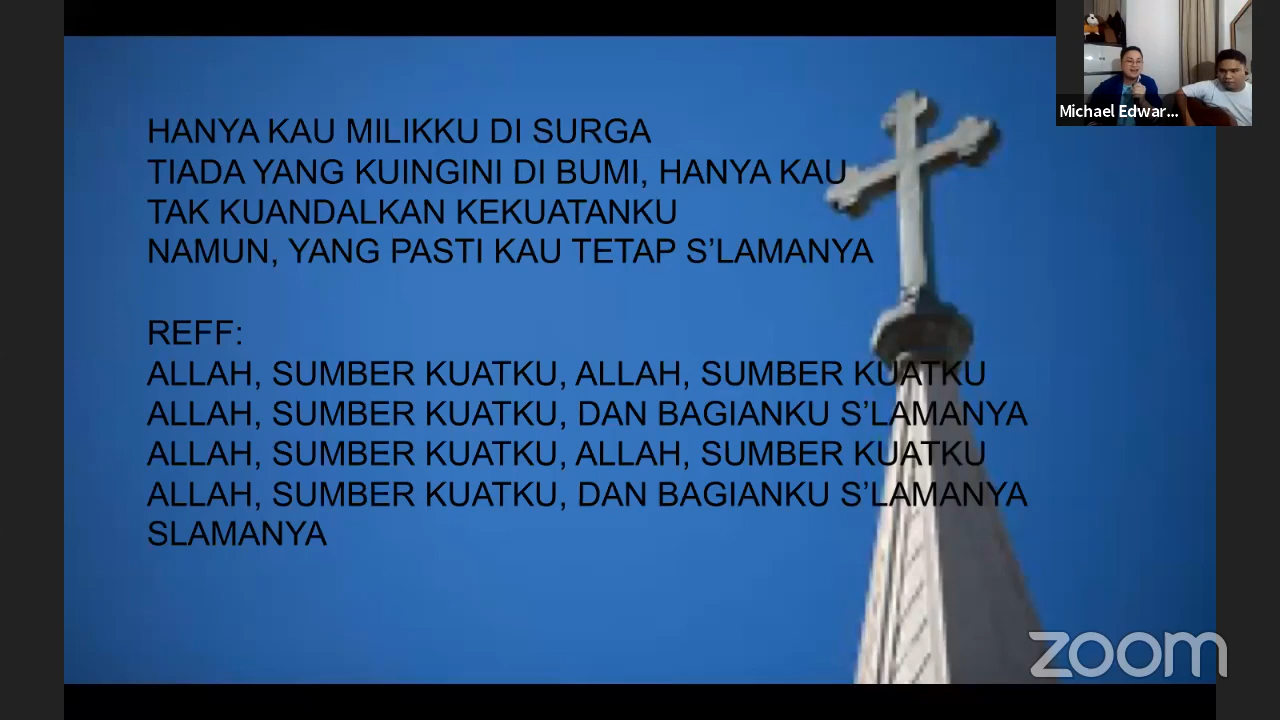 HANYA KAU MILIKKU DI SURGA
TIADA YANG KUINGINI DI BUMI, HANYA KAU
TAK KUANDALKAN KEKUATANKU
NAMUN, YANG PASTI KAU TETAP S’LAMANYA
REFF:
ALLAH, SUMBER KUATKU, ALLAH, SUMBER KUATKU
ALLAH, SUMBER KUATKU, DAN BAGIANKU S’LAMANYA
ALLAH, SUMBER KUATKU, ALLAH, SUMBER KUATKU
ALLAH, SUMBER KUATKU, DAN BAGIANKU S’LAMANYA
SLAMANYA
Michael Edwar...
zoom